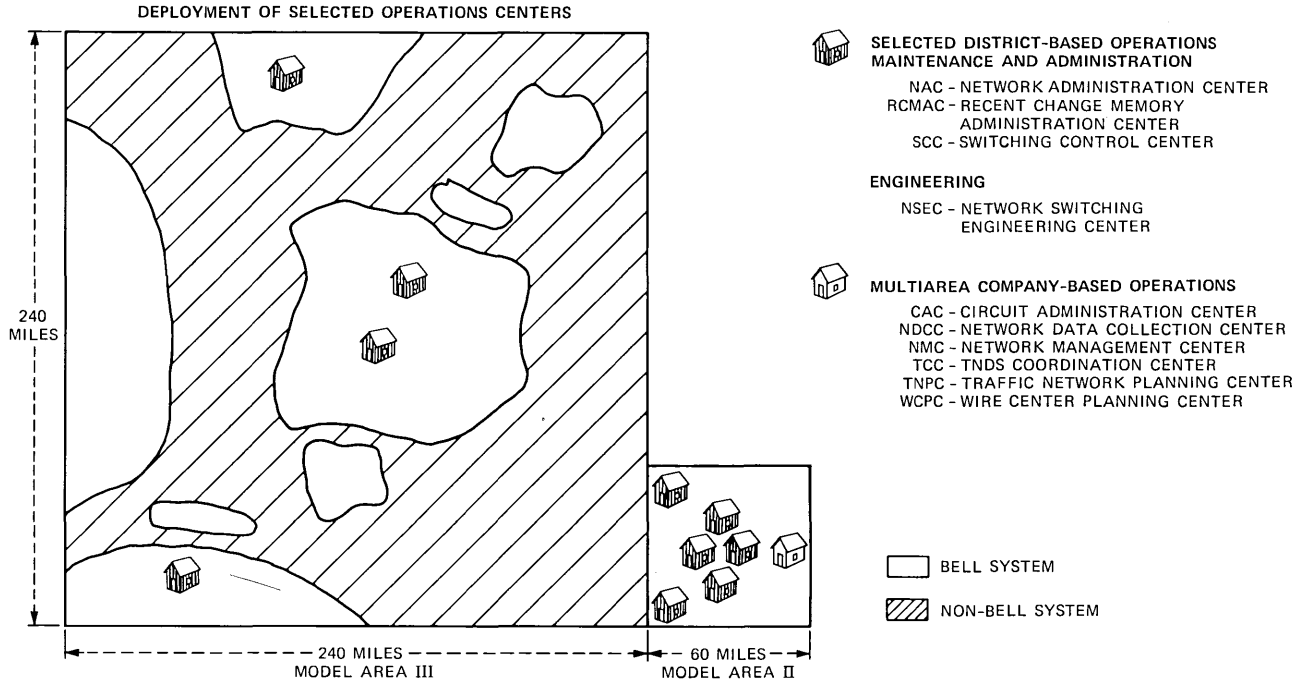 DEPLOYMENT OF SELECTED OPERATIONS CENTERS
240
MILES
240 MILES
MODEL AREA III
60 MILES
MODEL AREA II
SELECTED DISTRICT-BASED OPERATIONS
MAINTENANCE AND ADMINISTRATION
NAC - NETWORK ADMINISTRATION CENTER
RCMAC - RECENT CHANGE MEMORY
ADMINISTRATION CENTER
SCC - SWITCHING CONTROL CENTER
ENGINEERING
NSEC - NETWORK SWITCHING
ENGINEERING CENTER
MULTIAREA COMPANY-BASED OPERATIONS
CAC - CIRCUIT ADMINISTRATION CENTER
NDCC - NETWORK DATA COLLECTION CENTER
NMC - NETWORK MANAGEMENT CENTER
TCC - TNDS COORDINATION CENTER
TNPC - TRAFFIC NETWORK PLANNING CENTER
WCPC - WIRE CENTER PLANNING CENTER
BELL SYSTEM
NON-BELL SYSTEM